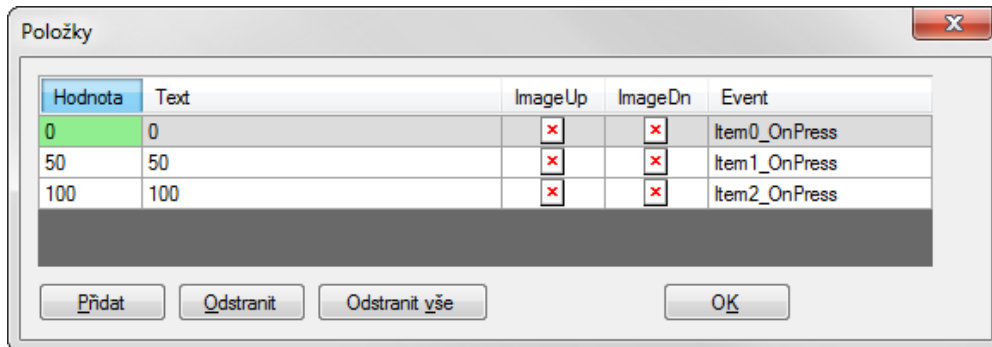 Položky
Hodnota Text ImageUp ImageDn Event
0 0 Item0_OnPress
50 50 Item1_OnPress
100 100 Item2_OnPress
Přidat Odstranit Odstranit vše OK